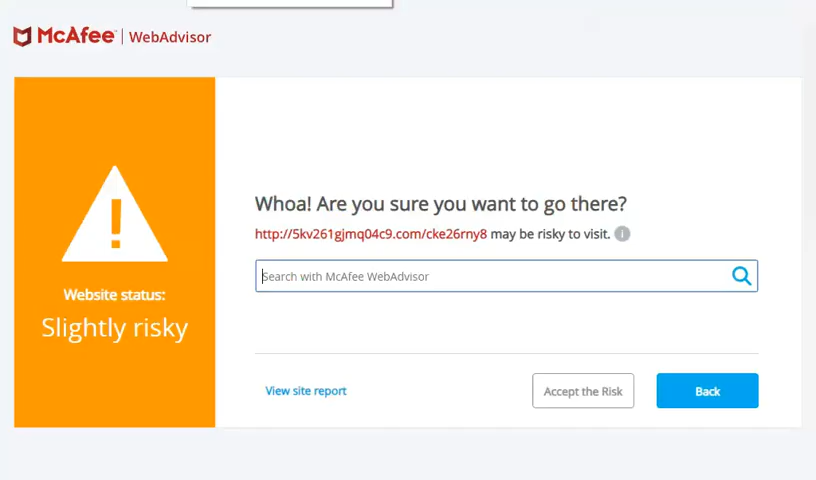 McAfee | WebAdvisor
Whoa! Are you sure you want to go there?
http://5kv261gjmq04c9.com/cke26rny8 may be risky to visit. i
Search with McAfee WebAdvisor
!
Website status:
Slightly risky
View site report
Accept the Risk
Back